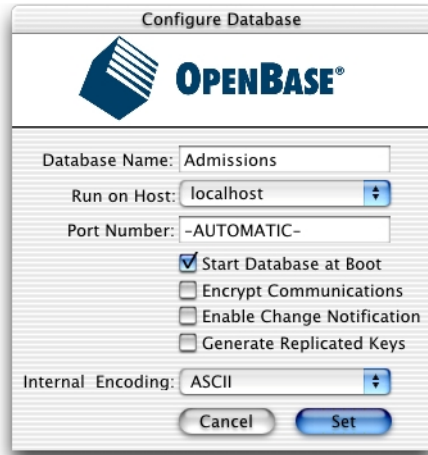 Configure Database
OPENBASE®
Database Name: Admissions
Run on Host: localhost
Port Number: -AUTOMATIC-
Start Database at Boot
Encrypt Communications
Enable Change Notification
Generate Replicated Keys
Internal Encoding: ASCII
Cancel Set